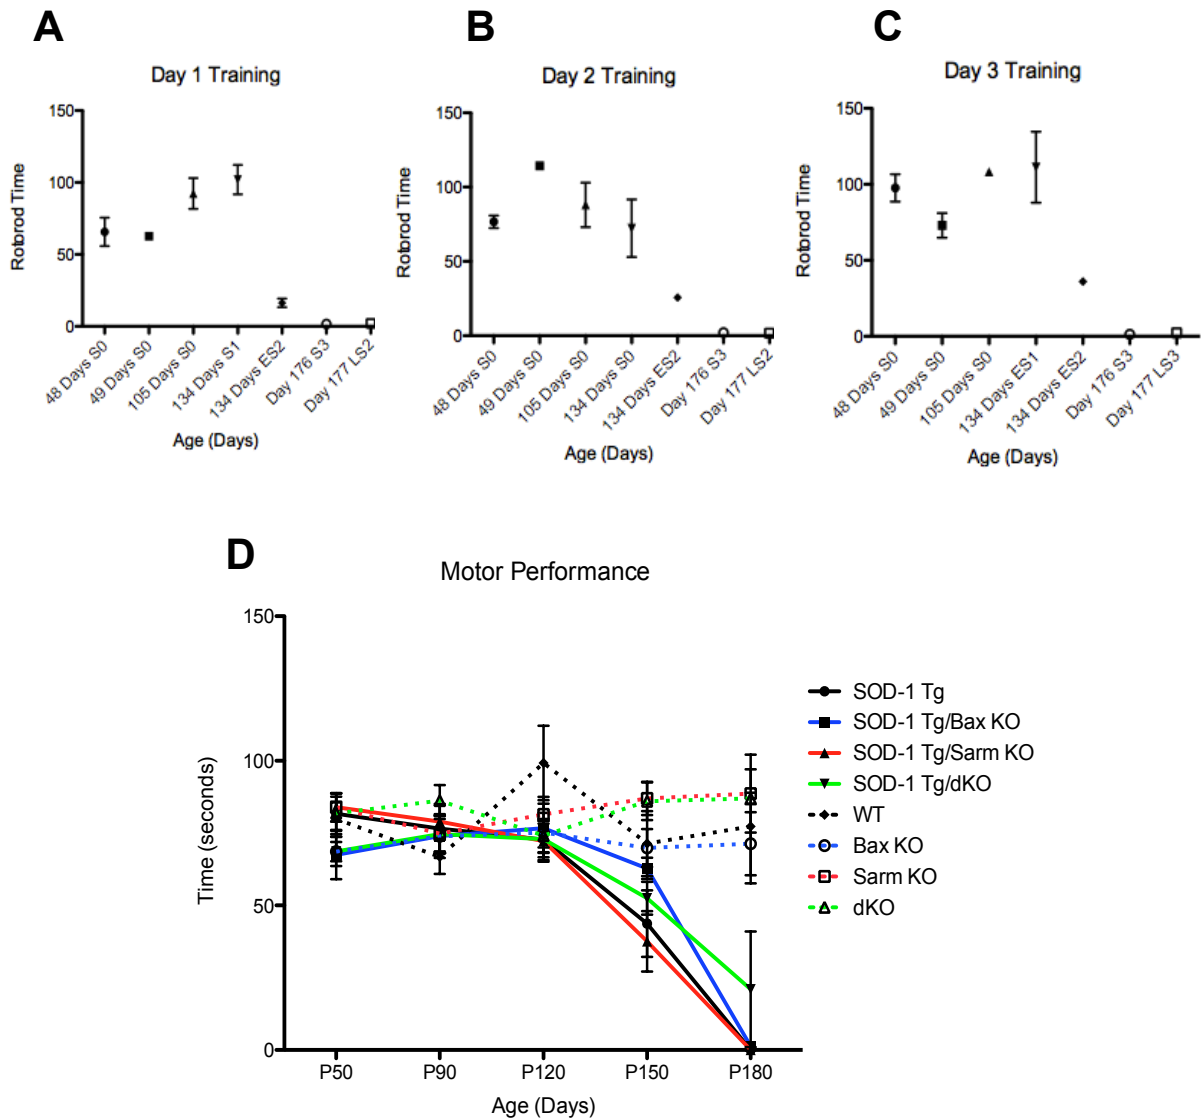 A
Day 1 Training
Rotorod Time
150
100
50
0
48 Days S0
49 Days S0
105 Days S0
134 Days S1
134 Days ES2
Day 176 S3
Day 177 LS2
Age (Days)
B
Day 2 Training
Rotorod Time
150
100
50
0
48 Days S0
49 Days S0
105 Days S0
134 Days S0
134 Days ES2
Day 176 S3
Day 177 LS2
Age (Days)
C
Day 3 Training
Rotorod Time
150
100
50
0
48 Days S0
49 Days S0
105 Days S0
134 Days ES1
134 Days ES2
Day 176 S3
Day 177 LS3
Age (Days)
D
Motor Performance
Time (seconds)
150
100
50
0
P50
P90
P120
P150
P180
Age (Days)
SOD-1 Tg
SOD-1 Tg/Bax KO
SOD-1 Tg/Sarm KO
SOD-1 Tg/dKO
WT
Bax KO
Sarm KO
dKO